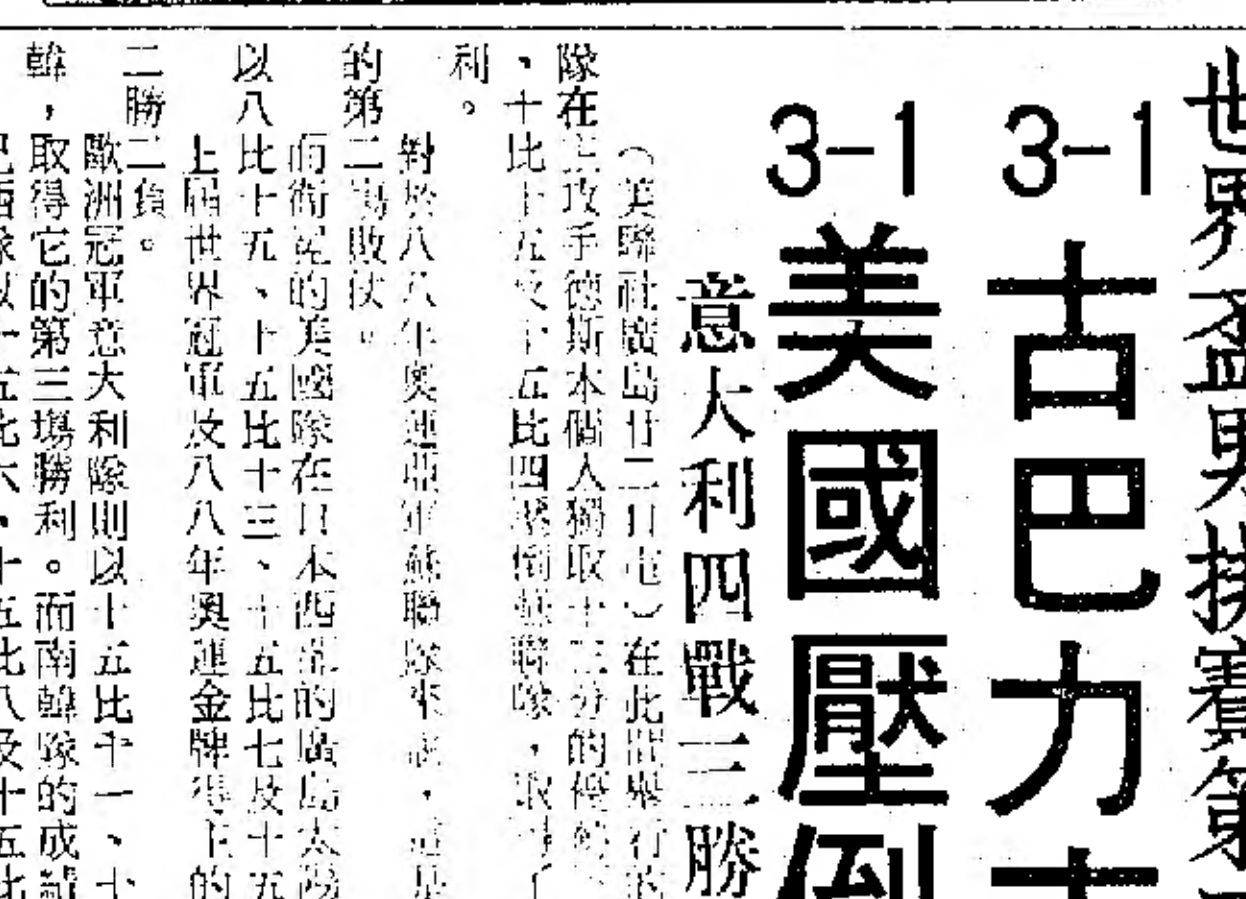 世界盃男排賽第
3-1 古巴力
3-1 美國壓倒
意大利四戰三勝
（美聯社廣島廿二日電）在此間舉行的
隊在主攻手德斯本個人獨取十三分的
、十比十五及十五比四擊倒蘇聯隊，取得了
利。
對於八八年奧運亞軍蘇聯隊來說，這是
的第二場敗仗。
而衛冕的美國隊在日本西部的廣島太陽
以八比十五、十五比十三、十五比七及十五
上屆世界冠軍及八八年奧運金牌得主的
二勝二負。
歐洲冠軍意大利隊則以十五比十一、十
韓，取得它的第三場勝利。而南韓隊的成績
巴西隊以十五比六、十五比八及十五比